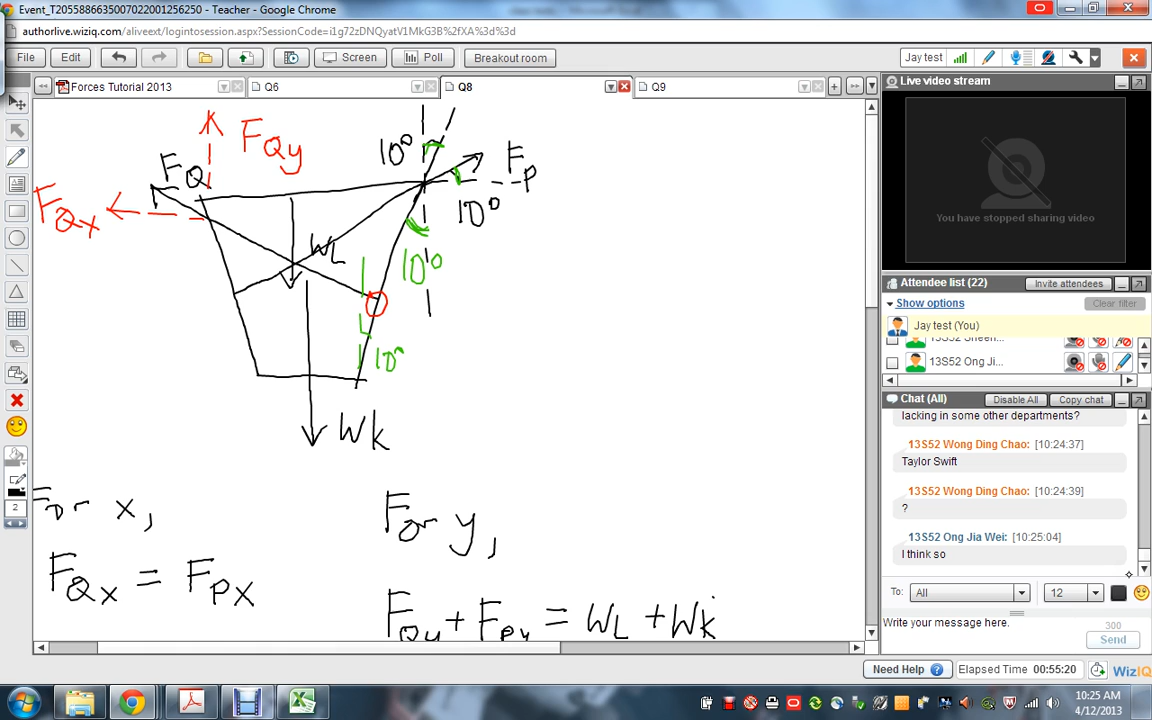 Event_T2055886635007022001256250 - Teacher - Google Chrome
authorlive.wiziq.com/aliveext/logintosession.aspx?SessionCode=i1g72zDNQyatV1MkG3B%2fXA%3d%3d
File Edit Screen Poll Breakout room Jay test
Forces Tutorial 2013 Q6 Q8 Q9
Live video stream
You have stopped sharing video
Attendee list (22) Invite attendees
Show options Clear filter
Jay test (You)
13S52 Ong Ji...
Chat (All) Disable All Copy chat
lacking in some other departments?
13S52 Wong Ding Chao: [10:24:37]
Taylor Swift
13S52 Wong Ding Chao: [10:24:39]
?
13S52 Ong Jia Wei: [10:25:04]
I think so
To: All 12
Write your message here. 300
Send
FQy
10°
FP
FQ
10°
FQx
WL
10°
10°
Wk
For x,
For y,
FQx = FPx
FQy + FPy = WL + Wk
2
Need Help ? Elapsed Time 00:55:20 WizIQ
10:25 AM
4/12/2013